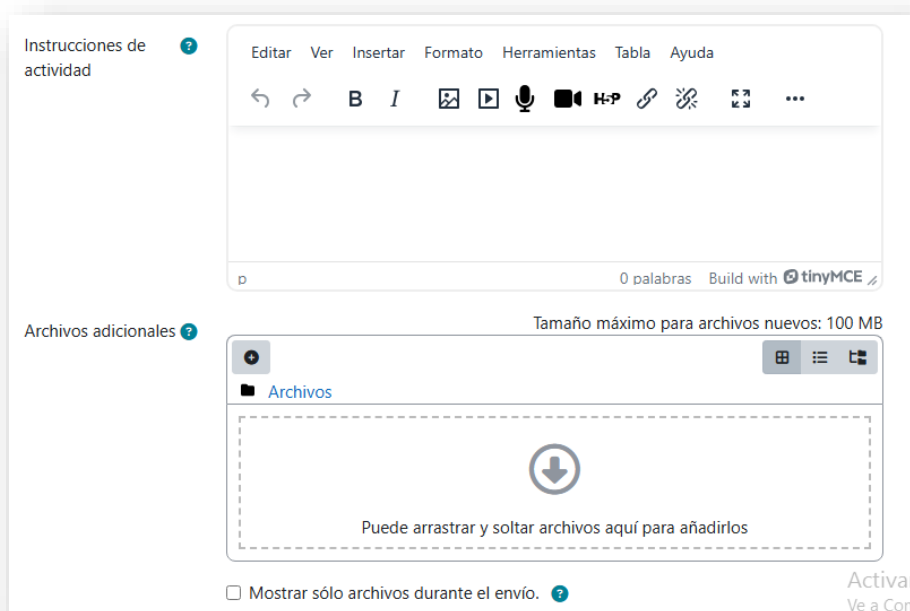 Instrucciones de actividad
Editar Ver Insertar Formato Herramientas Tabla Ayuda
B I H-P
p 0 palabras Build with tinyMCE
Tamaño máximo para archivos nuevos: 100 MB
Archivos adicionales
Archivos
Puede arrastrar y soltar archivos aquí para añadirlos
Mostrar sólo archivos durante el envío.
Activa
Ve a Con